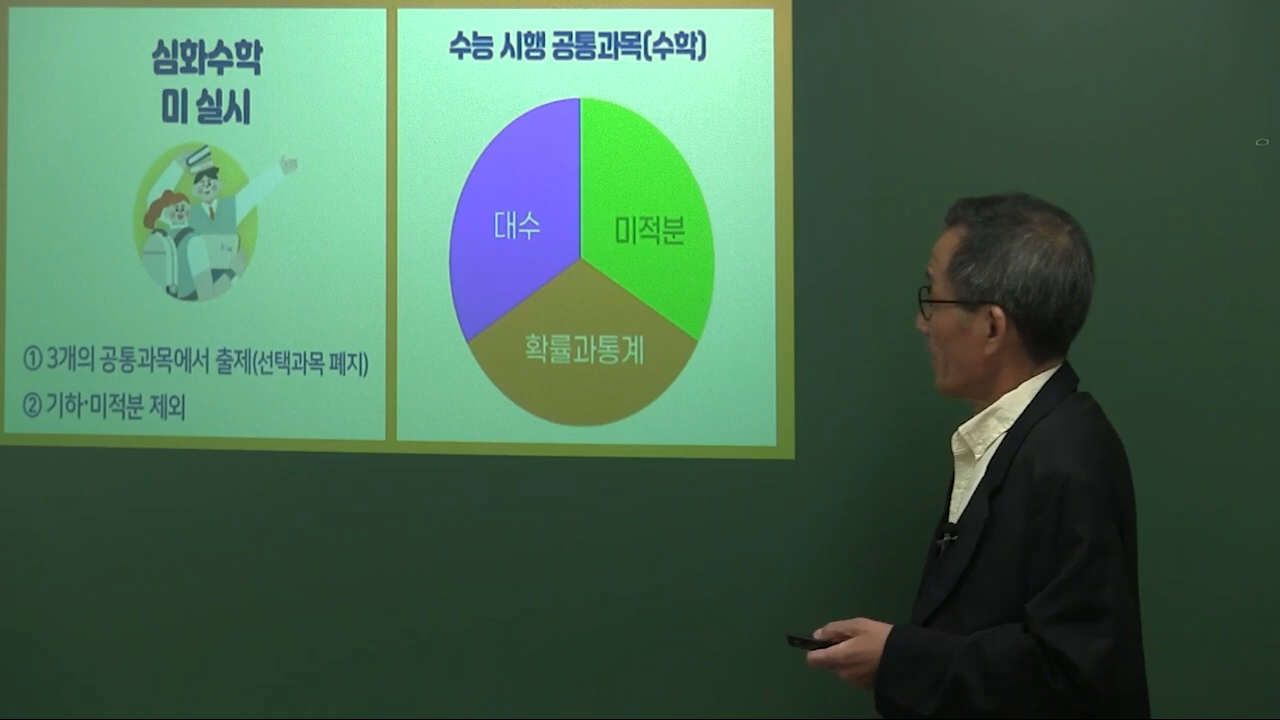 심화수학
미 실시
① 3개의 공통과목에서 출제(선택과목 폐지)
② 기하·미적분 제외
수능 시행 공통과목(수학)
대수
미적분
확률과통계